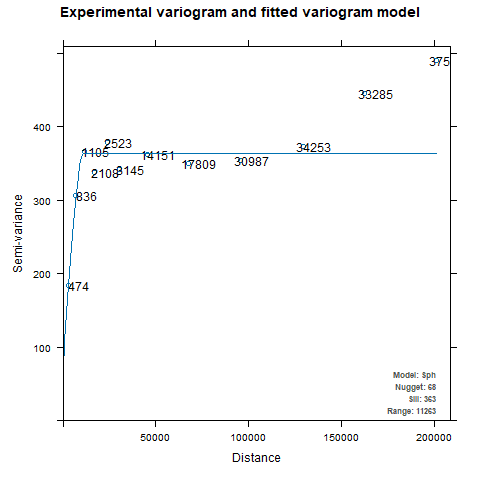 Experimental variogram and fitted variogram model
375
33285
400
34253
2523
1105
14151
30987
17809
3145
2108
300
836
Semi-variance
200
474
100
Model: Sph
Nugget: 68
Sill: 363
Range: 11263
50000 100000 150000 200000
Distance